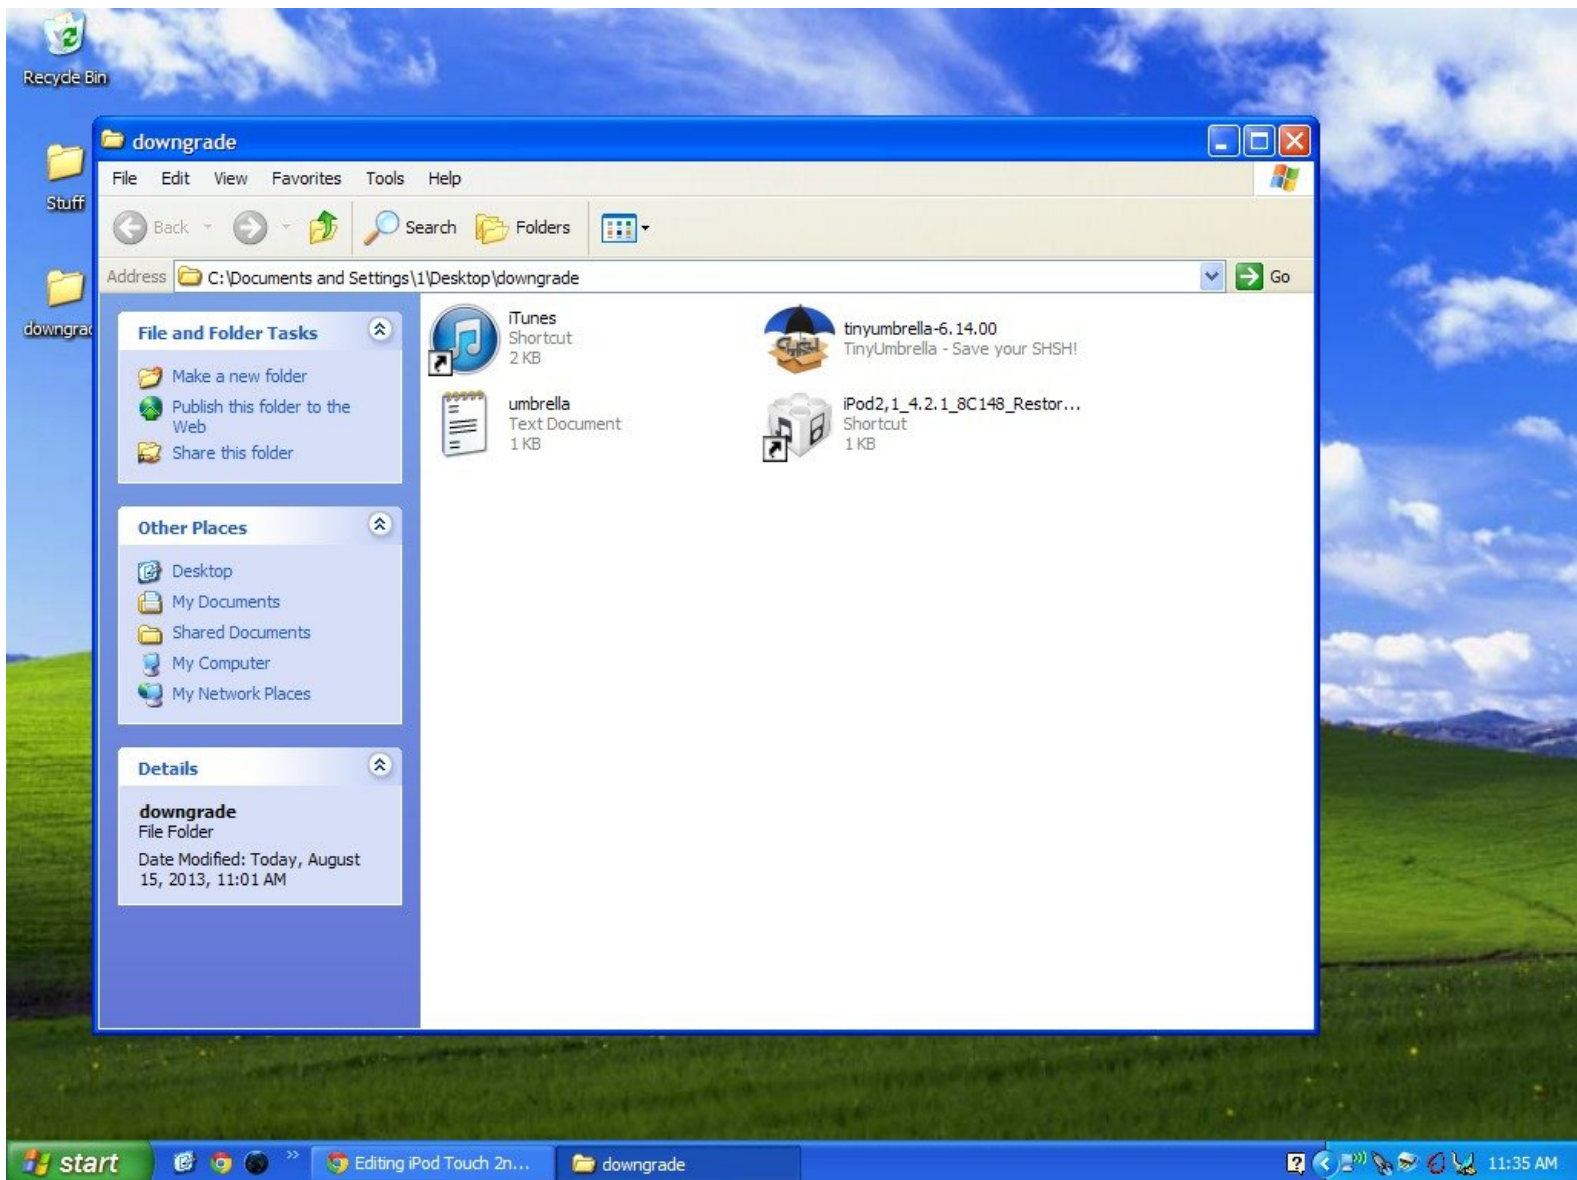 Recycle Bin
Stuff
downgrad
downgrade
File Edit View Favorites Tools Help
Back Search Folders
Address C:\Documents and Settings\1\Desktop\downgrade Go
File and Folder Tasks
Make a new folder
Publish this folder to the
Web
Share this folder
Other Places
Desktop
My Documents
Shared Documents
My Computer
My Network Places
Details
downgrade
File Folder
Date Modified: Today, August
15, 2013, 11:01 AM
iTunes
Shortcut
2 KB
tinyumbrella-6.14.00
TinyUmbrella - Save your SHSH!
umbrella
Text Document
1 KB
iPod2,1_4.2.1_8C148_Restor...
Shortcut
1 KB
start Editing iPod Touch 2n... downgrade 11:35 AM